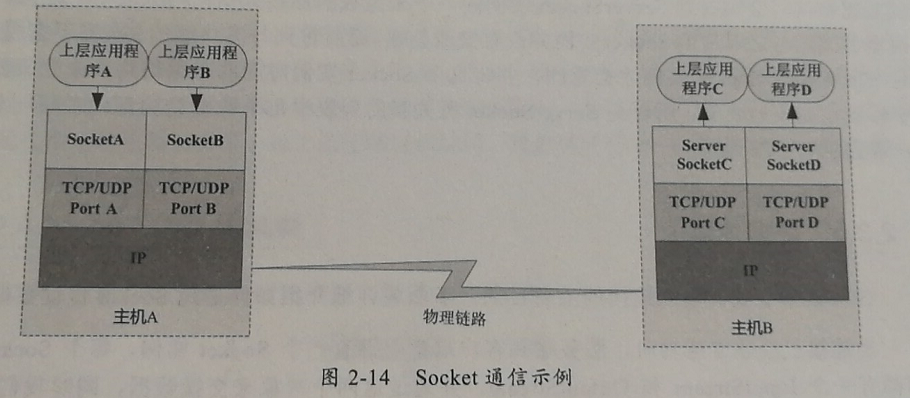 上层应用程
序A
上层应用程
序B
SocketA
SocketB
TCP/UDP
Port A
TCP/UDP
Port B
IP
主机A
物理链路
上层应用
程序C
上层应用
程序D
Server
SocketC
Server
SocketD
TCP/UDP
Port C
TCP/UDP
Port D
IP
主机B
图 2-14 Socket 通信示例